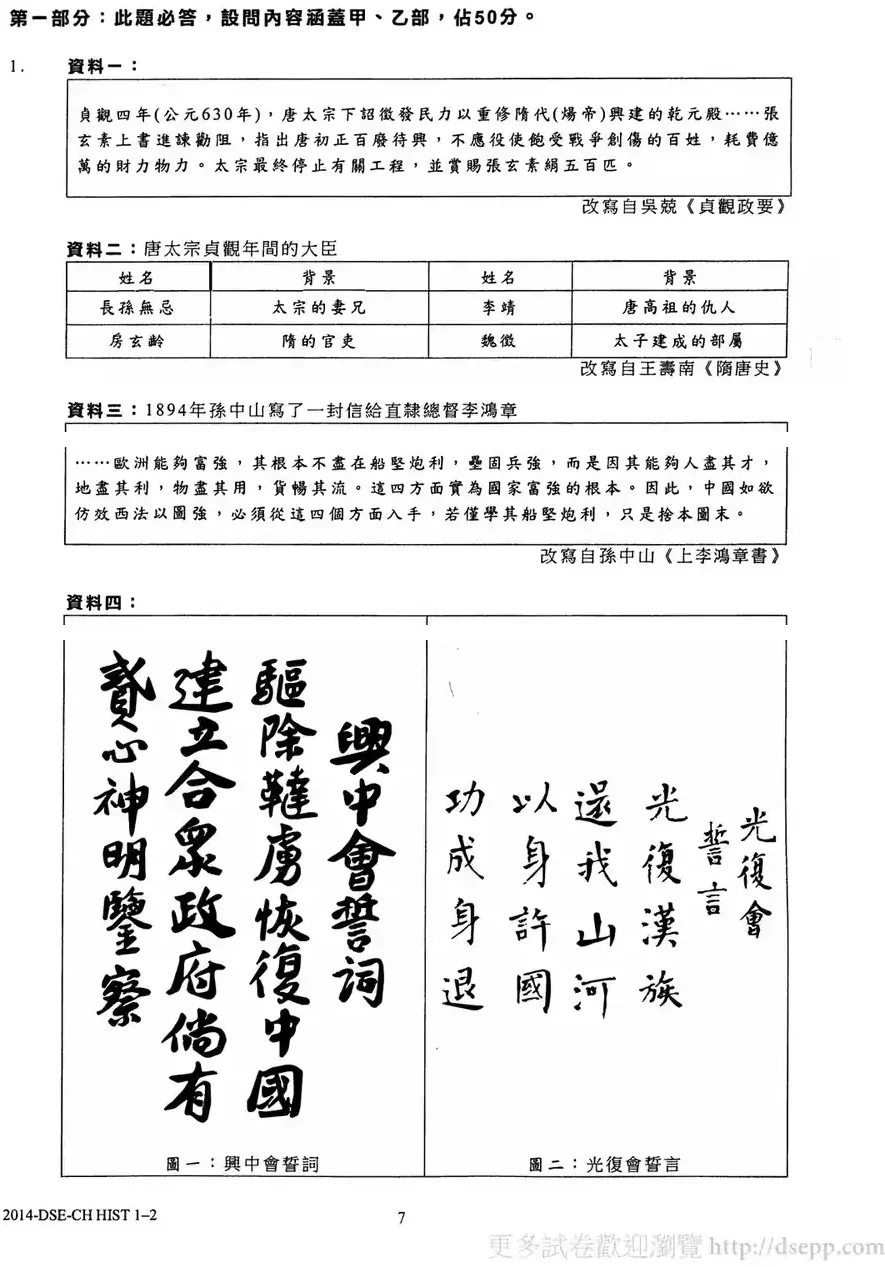 第一部分：此題必答，設問內容涵蓋甲、乙部，佔50分。
1. 資料一：
貞觀四年(公元630年)，唐太宗下詔徵發民力以重修隋代(煬帝)興建的乾元殿……張
玄素上書進諫勸阻，指出唐初正百廢待興，不應役使飽受戰爭創傷的百姓，耗費億
萬的財力物力。太宗最終停止有關工程，並賞賜張玄素絹五百匹。
改寫自吳兢《貞觀政要》
資料二：唐太宗貞觀年間的大臣
姓名 背景 姓名 背景
長孫無忌 太宗的妻兄 李靖 唐高祖的仇人
房玄齡 隋的官吏 魏徵 太子建成的部屬
改寫自王壽南《隋唐史》
資料三：1894年孫中山寫了一封信給直隸總督李鴻章
……歐洲能夠富強，其根本不盡在船堅炮利，壘固兵強，而是因其能夠人盡其才，
地盡其利，物盡其用，貨暢其流。這四方面實為國家富強的根本。因此，中國如欲
仿效西法以圖強，必須從這四個方面入手，若僅學其船堅炮利，只是捨本圖末。
改寫自孫中山《上李鴻章書》
資料四：
興中會誓詞
驅除韃虜恢復中國
建立合眾政府倘有
貳心神明鑒察
圖一：興中會誓詞
光復會
誓言
光復漢族
還我山河
以身許國
功成身退
圖二：光復會誓言
2014-DSE-CH HIST 1–2
7
更多試卷歡迎瀏覽 http://dsepp.com/